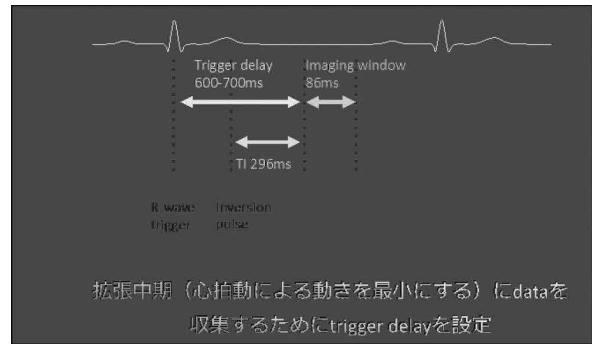 Trigger delay
600-700ms
Imaging window
86ms
TI 296ms
R wave
trigger
Inversion
pulse
拡張中期（心拍動による動きを最小にする）にdataを
収集するためにtrigger delayを設定